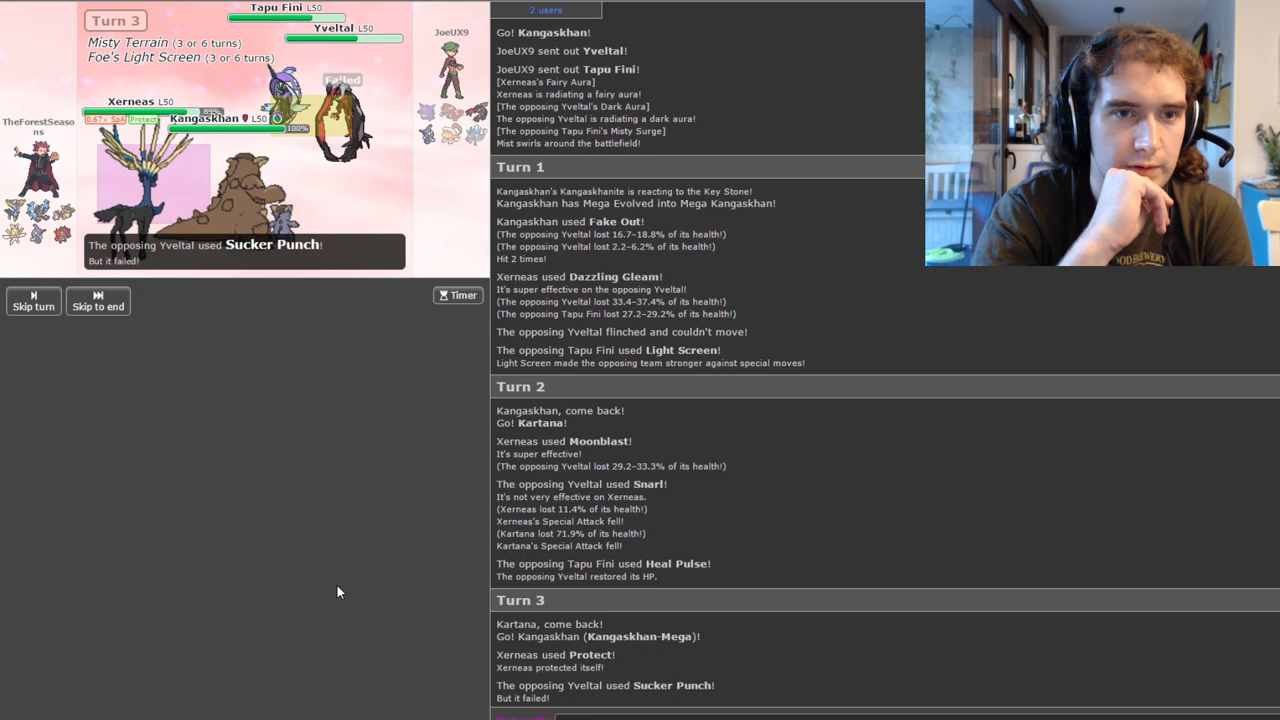 Turn 3
Misty Terrain (3 or 6 turns)
Foe's Light Screen (3 or 6 turns)
Tapu Fini L50
Yveltal L50
JoeUX9
Failed
Xerneas L50
89%
0.67× SpA Protect
Kangaskhan L50
100%
TheForestSeaso
ns
The opposing Yveltal used Sucker Punch!
But it failed!
Skip turn
Skip to end
Timer
2 users
Go! Kangaskhan!
JoeUX9 sent out Yveltal!
JoeUX9 sent out Tapu Fini!
[Xerneas's Fairy Aura]
Xerneas is radiating a fairy aura!
[The opposing Yveltal's Dark Aura]
The opposing Yveltal is radiating a dark aura!
[The opposing Tapu Fini's Misty Surge]
Mist swirls around the battlefield!
Turn 1
Kangaskhan's Kangaskhanite is reacting to the Key Stone!
Kangaskhan has Mega Evolved into Mega Kangaskhan!
Kangaskhan used Fake Out!
(The opposing Yveltal lost 16.7–18.8% of its health!)
(The opposing Yveltal lost 2.2–6.2% of its health!)
Hit 2 times!
Xerneas used Dazzling Gleam!
It's super effective on the opposing Yveltal!
(The opposing Yveltal lost 33.4–37.4% of its health!)
(The opposing Tapu Fini lost 27.2–29.2% of its health!)
The opposing Yveltal flinched and couldn't move!
The opposing Tapu Fini used Light Screen!
Light Screen made the opposing team stronger against special moves!
Turn 2
Kangaskhan, come back!
Go! Kartana!
Xerneas used Moonblast!
It's super effective!
(The opposing Yveltal lost 29.2–33.3% of its health!)
The opposing Yveltal used Snarl!
It's not very effective on Xerneas.
(Xerneas lost 11.4% of its health!)
Xerneas's Special Attack fell!
(Kartana lost 71.9% of its health!)
Kartana's Special Attack fell!
The opposing Tapu Fini used Heal Pulse!
The opposing Yveltal restored its HP.
Turn 3
Kartana, come back!
Go! Kangaskhan (Kangaskhan-Mega)!
Xerneas used Protect!
Xerneas protected itself!
The opposing Yveltal used Sucker Punch!
But it failed!